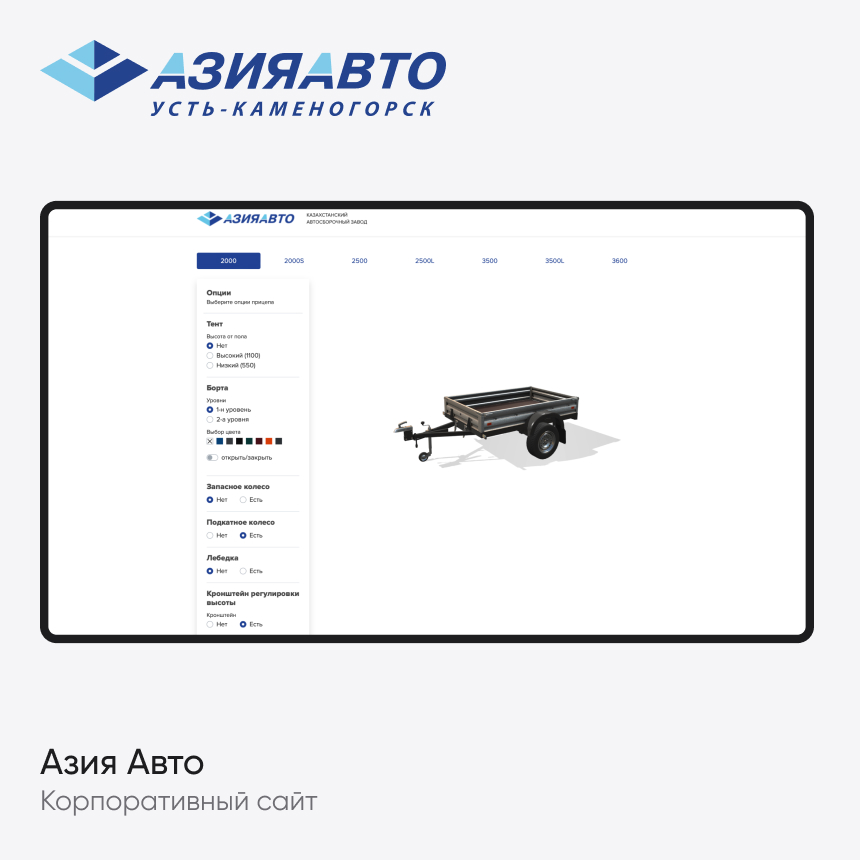 АЗИЯАВТО
УСТЬ-КАМЕНОГОРСК
АЗИЯАВТО
КАЗАХСТАНСКИЙ
АВТОСБОРОЧНЫЙ ЗАВОД
2000 2000S 2500 2500L 3500 3500L 3600
Опции
Выберите опции прицепа
Тент
Высота от пола
Нет
Высокий (1100)
Низкий (550)
Борта
Уровни
1-н уровень
2-а уровня
Выбор цвета
открыть/закрыть
Запасное колесо
Нет Есть
Подкатное колесо
Нет Есть
Лебедка
Нет Есть
Кронштейн регулировки
высоты
Кронштейн
Нет Есть
Азия Авто
Корпоративный сайт